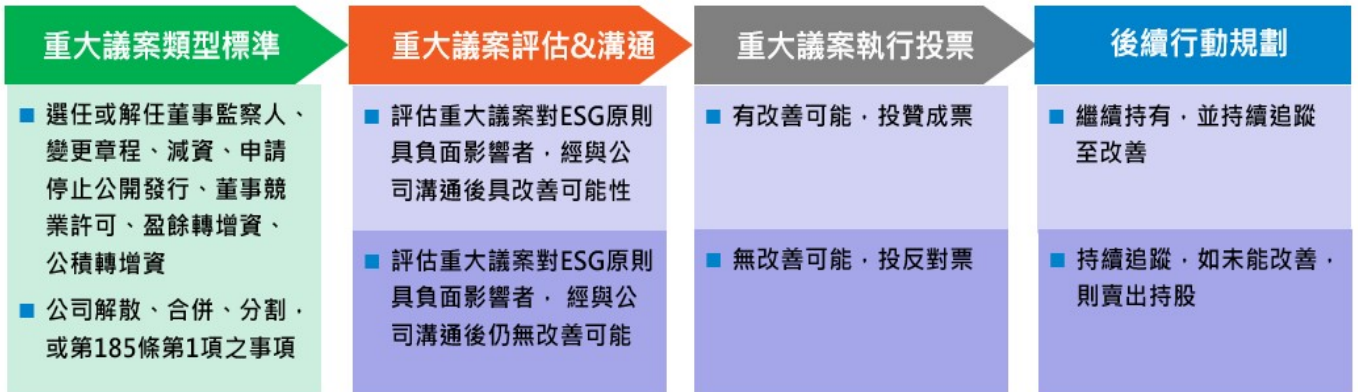 重大議案類型標準
■ 選任或解任董事監察人、
變更章程、減資、申請
停止公開發行、董事競
業許可、盈餘轉增資、
公積轉增資
■ 公司解散、合併、分割，
或第185條第1項之事項
重大議案評估&溝通
■ 評估重大議案對ESG原則
具負面影響者，經與公
司溝通後具改善可能性
■ 評估重大議案對ESG原則
具負面影響者， 經與公
司溝通後仍無改善可能
重大議案執行投票
■ 有改善可能，投贊成票
■ 無改善可能，投反對票
後續行動規劃
■ 繼續持有，並持續追蹤
至改善
■ 持續追蹤，如未能改善，
則賣出持股